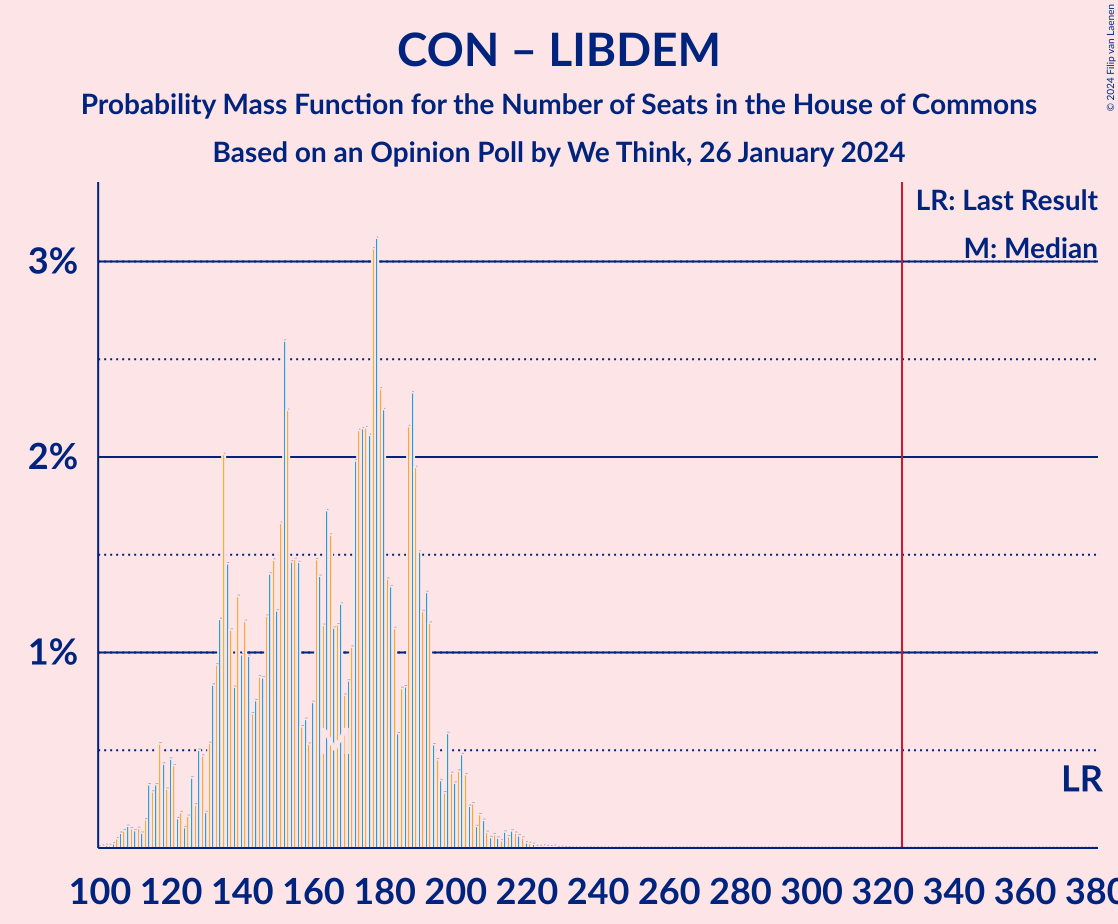 CON – LIBDEM
Probability Mass Function for the Number of Seats in the House of Commons
Based on an Opinion Poll by We Think, 26 January 2024
© 2024 Filip van Laenen
LR: Last Result
M: Median
3%
2%
1%
LR
M
100 120 140 160 180 200 220 240 260 280 300 320 340 360 380